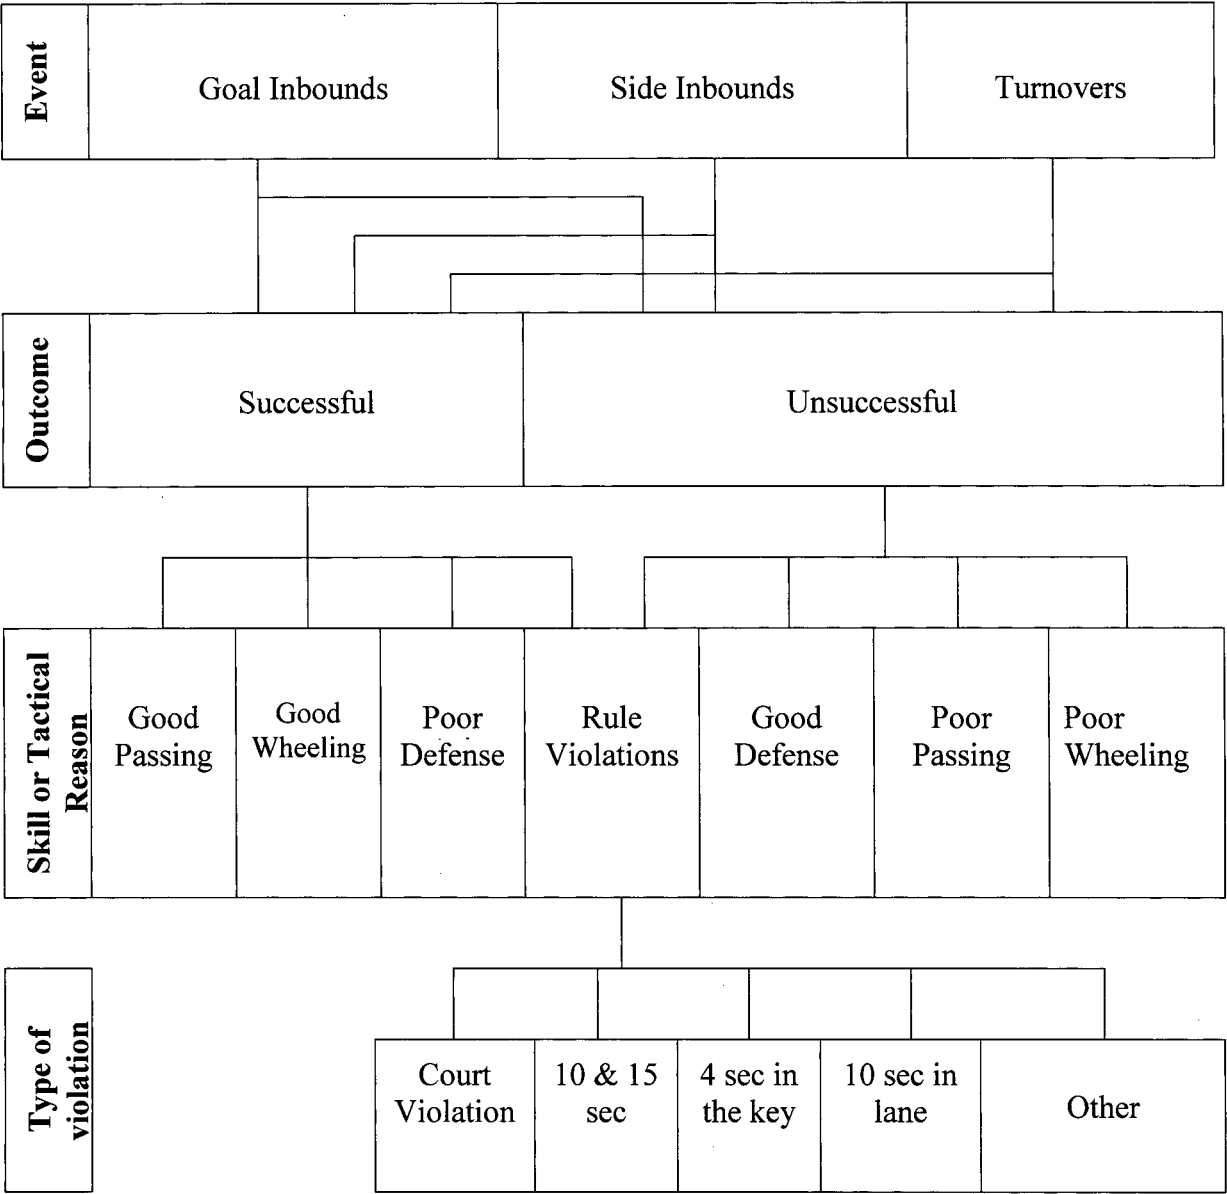 Event
Goal Inbounds
Side Inbounds
Turnovers
Outcome
Successful
Unsuccessful
Skill or Tactical
Reason
Good
Passing
Good
Wheeling
Poor
Defense
Rule
Violations
Good
Defense
Poor
Passing
Poor
Wheeling
Type of
violation
Court
Violation
10 & 15
sec
4 sec in
the key
10 sec in
lane
Other